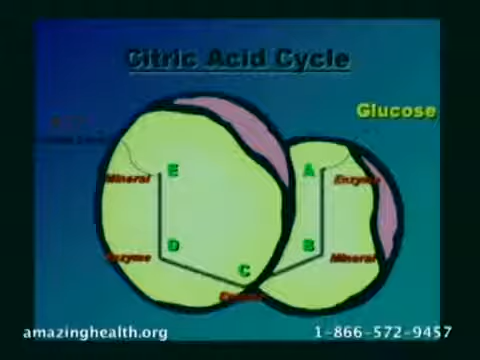 Citric Acid Cycle
Glucose
E
A
Mineral
Enzyme
D
B
Enzyme
C
Mineral
amazinghealth.org
1-866-572-9457